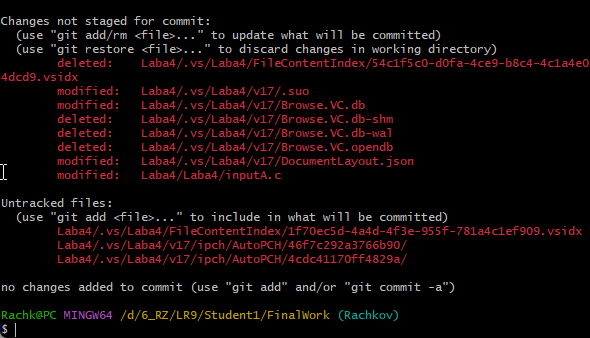 Changes not staged for commit:
(use "git add/rm <file>..." to update what will be committed)
(use "git restore <file>..." to discard changes in working directory)
deleted:    Laba4/.vs/Laba4/FileContentIndex/54c1f5c0-d0fa-4ce9-b8c4-4c1a4e0
4dcd9.vsidx
modified:   Laba4/.vs/Laba4/v17/.suo
modified:   Laba4/.vs/Laba4/v17/Browse.VC.db
deleted:    Laba4/.vs/Laba4/v17/Browse.VC.db-shm
deleted:    Laba4/.vs/Laba4/v17/Browse.VC.db-wal
deleted:    Laba4/.vs/Laba4/v17/Browse.VC.opendb
modified:   Laba4/.vs/Laba4/v17/DocumentLayout.json
modified:   Laba4/Laba4/inputA.c
Untracked files:
(use "git add <file>..." to include in what will be committed)
Laba4/.vs/Laba4/FileContentIndex/1f70ec5d-4a4d-4f3e-955f-781a4c1ef909.vsidx
Laba4/.vs/Laba4/v17/ipch/AutoPCH/46f7c292a3766b90/
Laba4/.vs/Laba4/v17/ipch/AutoPCH/4cdc41170ff4829a/
no changes added to commit (use "git add" and/or "git commit -a")
Rachk@PC MINGW64 /d/6_RZ/LR9/Student1/FinalWork (Rachkov)
$